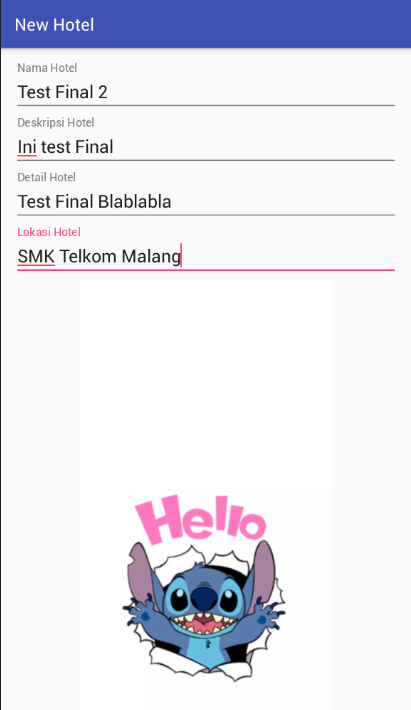 New Hotel
Nama Hotel
Test Final 2
Deskripsi Hotel
Ini test Final
Detail Hotel
Test Final Blablabla
Lokasi Hotel
SMK Telkom Malang
Hello